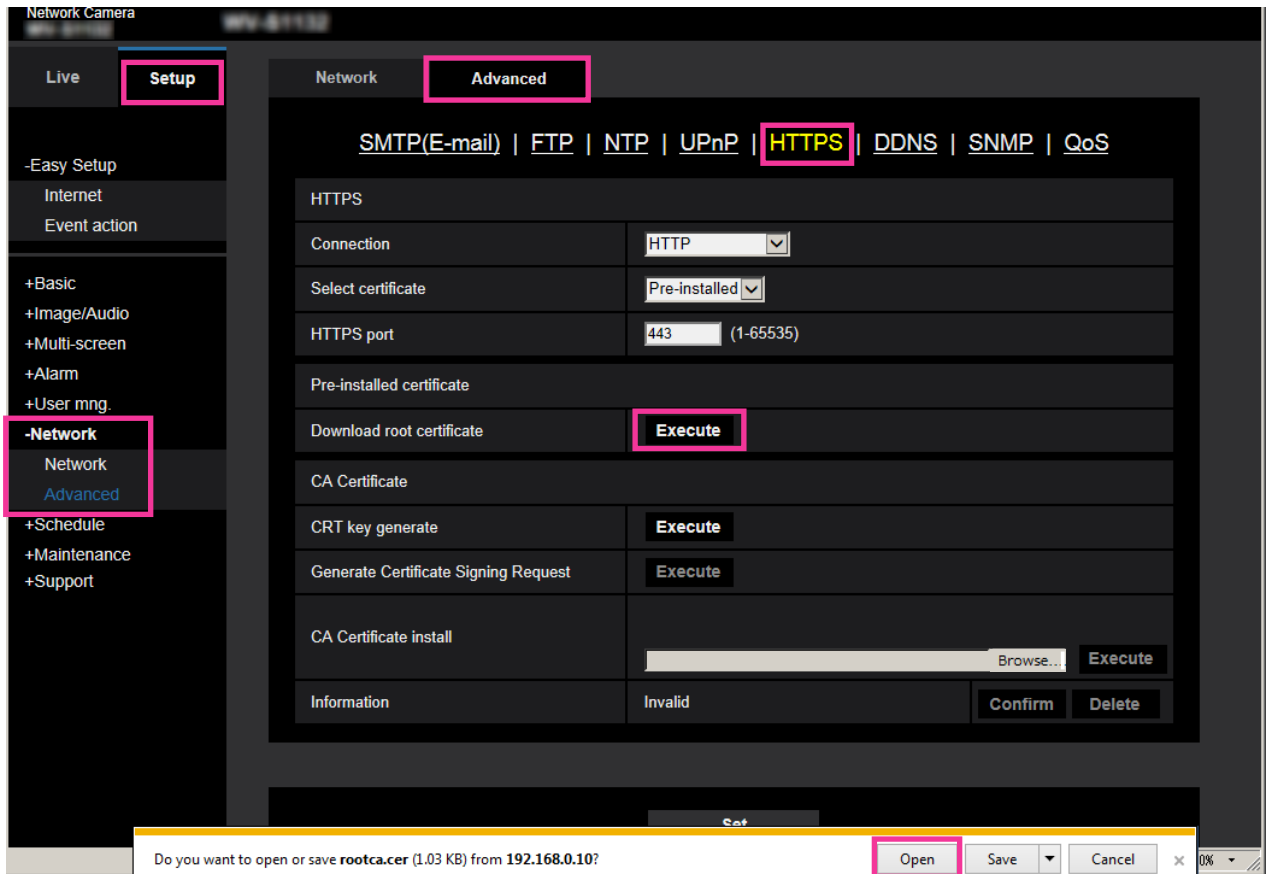 Network Camera
Live
Setup
Network
Advanced
SMTP(E-mail) | FTP | NTP | UPnP | HTTPS | DDNS | SNMP | QoS
-Easy Setup
Internet
Event action
+Basic
+Image/Audio
+Multi-screen
+Alarm
+User mng.
-Network
Network
Advanced
+Schedule
+Maintenance
+Support
HTTPS
Connection HTTP
Select certificate Pre-installed
HTTPS port 443 (1-65535)
Pre-installed certificate
Download root certificate Execute
CA Certificate
CRT key generate Execute
Generate Certificate Signing Request Execute
CA Certificate install Browse... Execute
Information Invalid Confirm Delete
Set
Do you want to open or save rootca.cer (1.03 KB) from 192.168.0.10? Open Save Cancel
0%